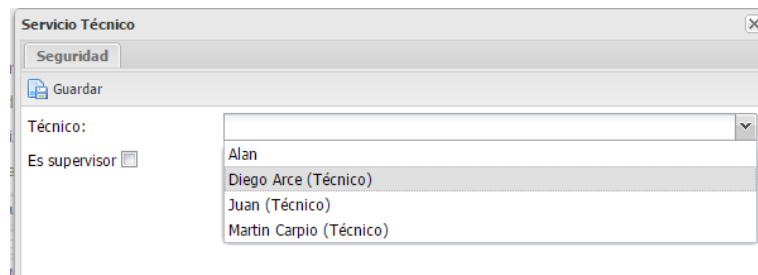 Servicio Técnico
Seguridad
Guardar
Técnico:
Es supervisor
Alan
Diego Arce (Técnico)
Juan (Técnico)
Martin Carpio (Técnico)